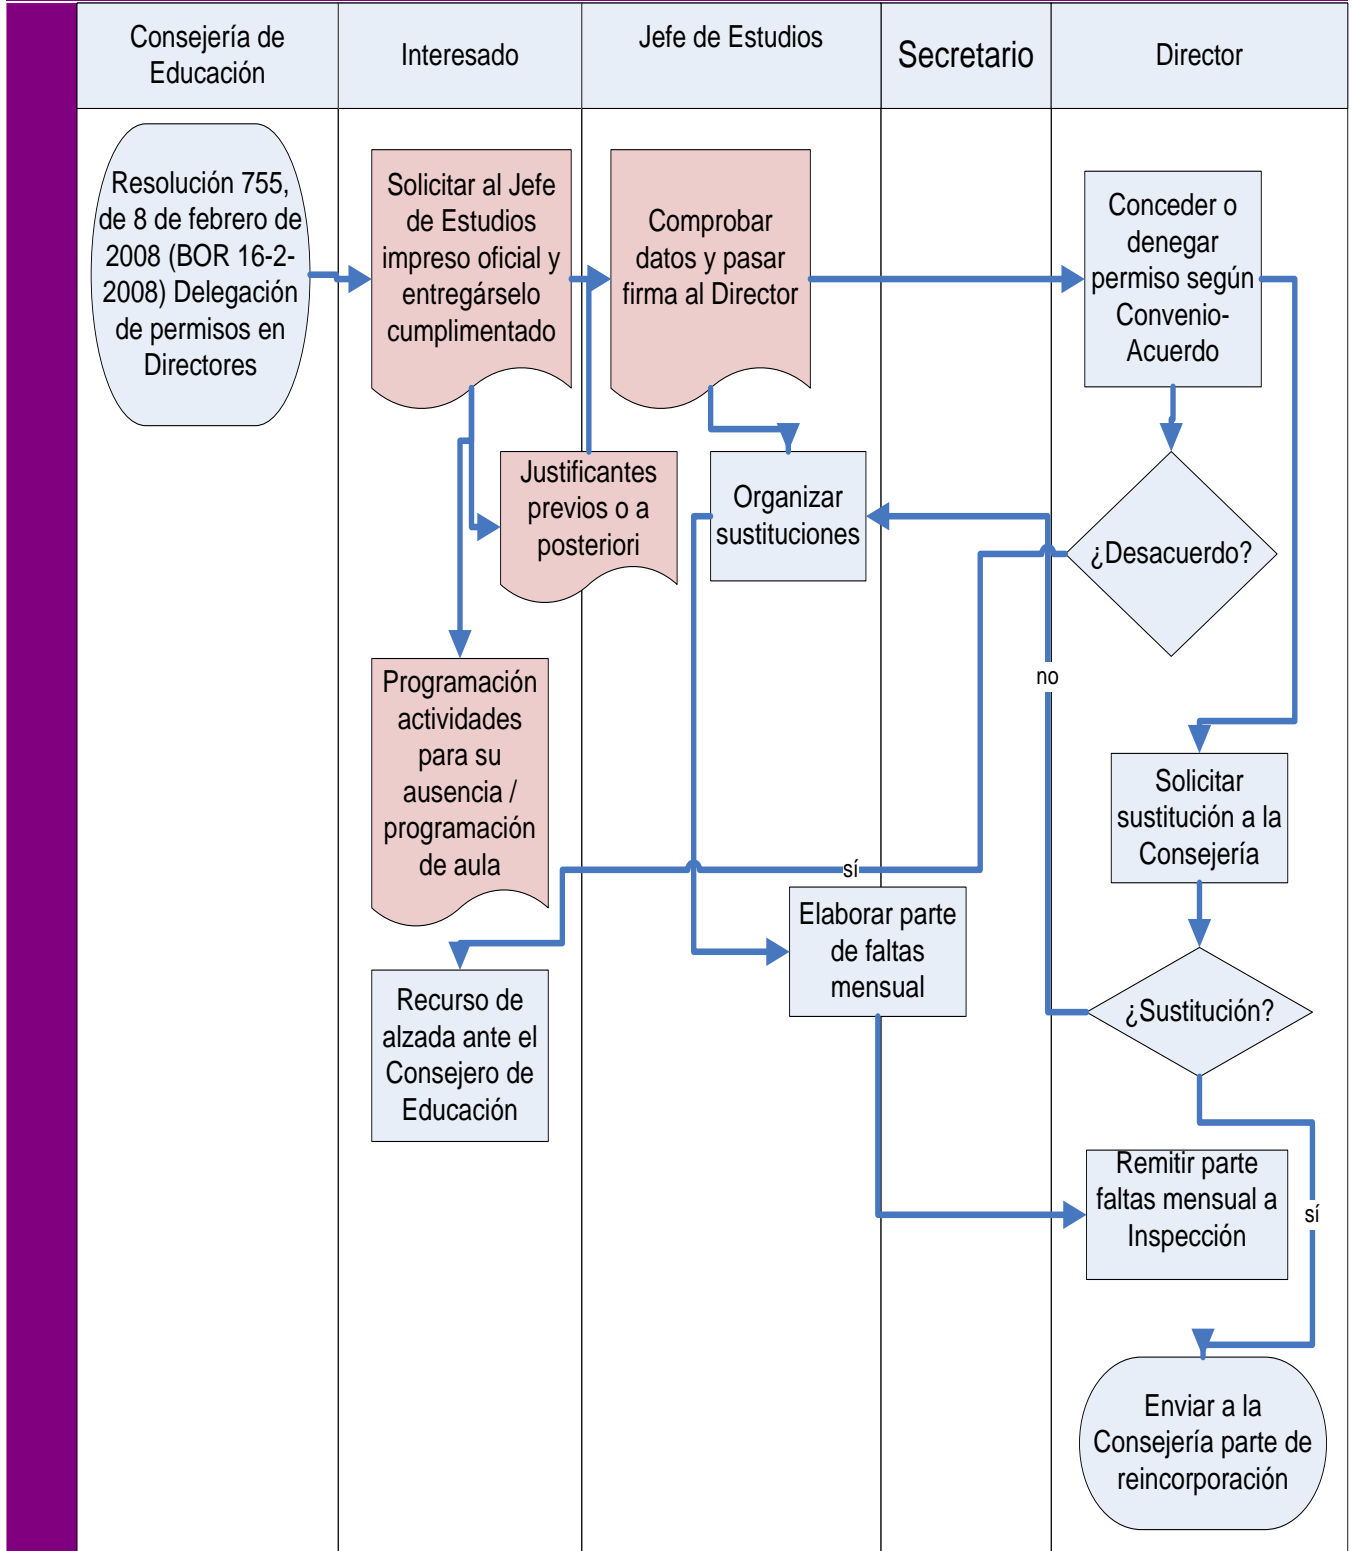 Consejería de
Educación
Interesado
Jefe de Estudios
Secretario
Director
Resolución 755,
de 8 de febrero de
2008 (BOR 16-2-
2008) Delegación
de permisos en
Directores
Solicitar al Jefe
de Estudios
impreso oficial y
entregárselo
cumplimentado
Comprobar
datos y pasar
firma al Director
Conceder o
denegar
permiso según
Convenio-
Acuerdo
Justificantes
previos o a
posteriori
Organizar
sustituciones
¿Desacuerdo?
no
Programación
actividades
para su
ausencia /
programación
de aula
Solicitar
sustitución a la
Consejería
sí
Elaborar parte
de faltas
mensual
Recurso de
alzada ante el
Consejero de
Educación
¿Sustitución?
Remitir parte
faltas mensual a
Inspección
sí
Enviar a la
Consejería parte de
reincorporación